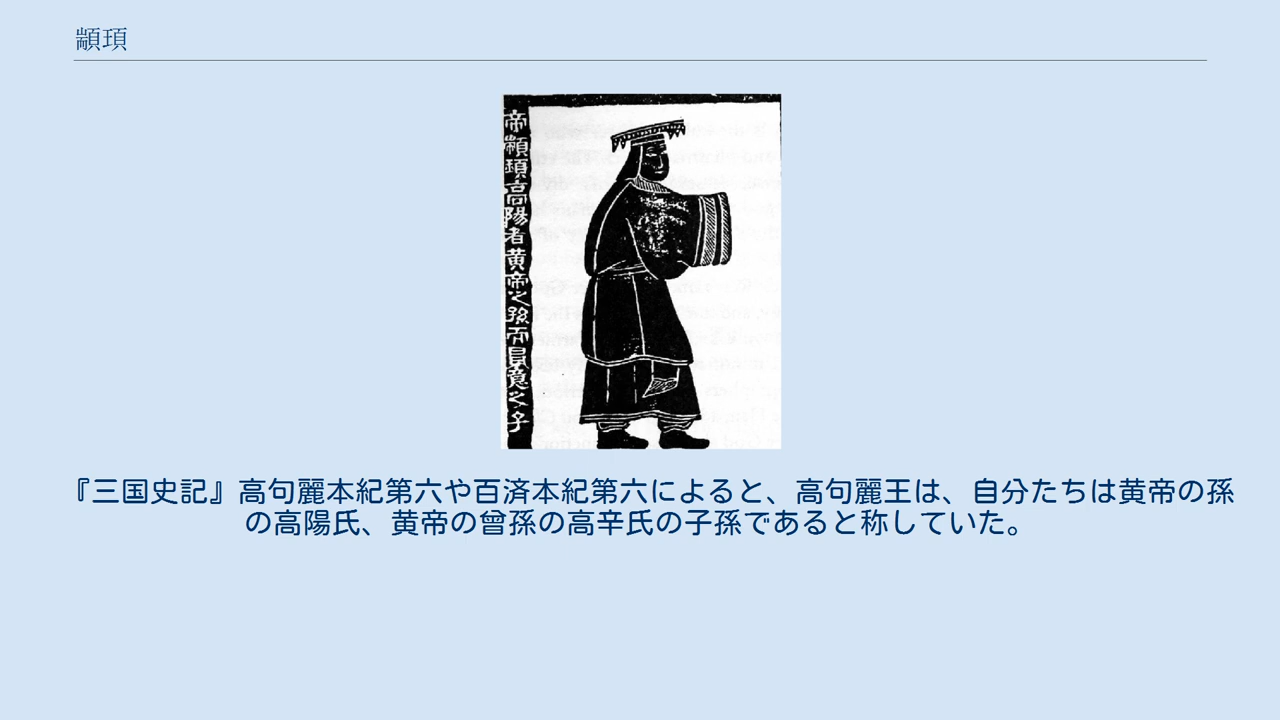 顓頊
帝顓頊高陽者黄帝之孫而昌意之子
『三国史記』高句麗本紀第六や百済本紀第六によると、高句麗王は、自分たちは黄帝の孫
の高陽氏、黄帝の曾孫の高辛氏の子孫であると称していた。